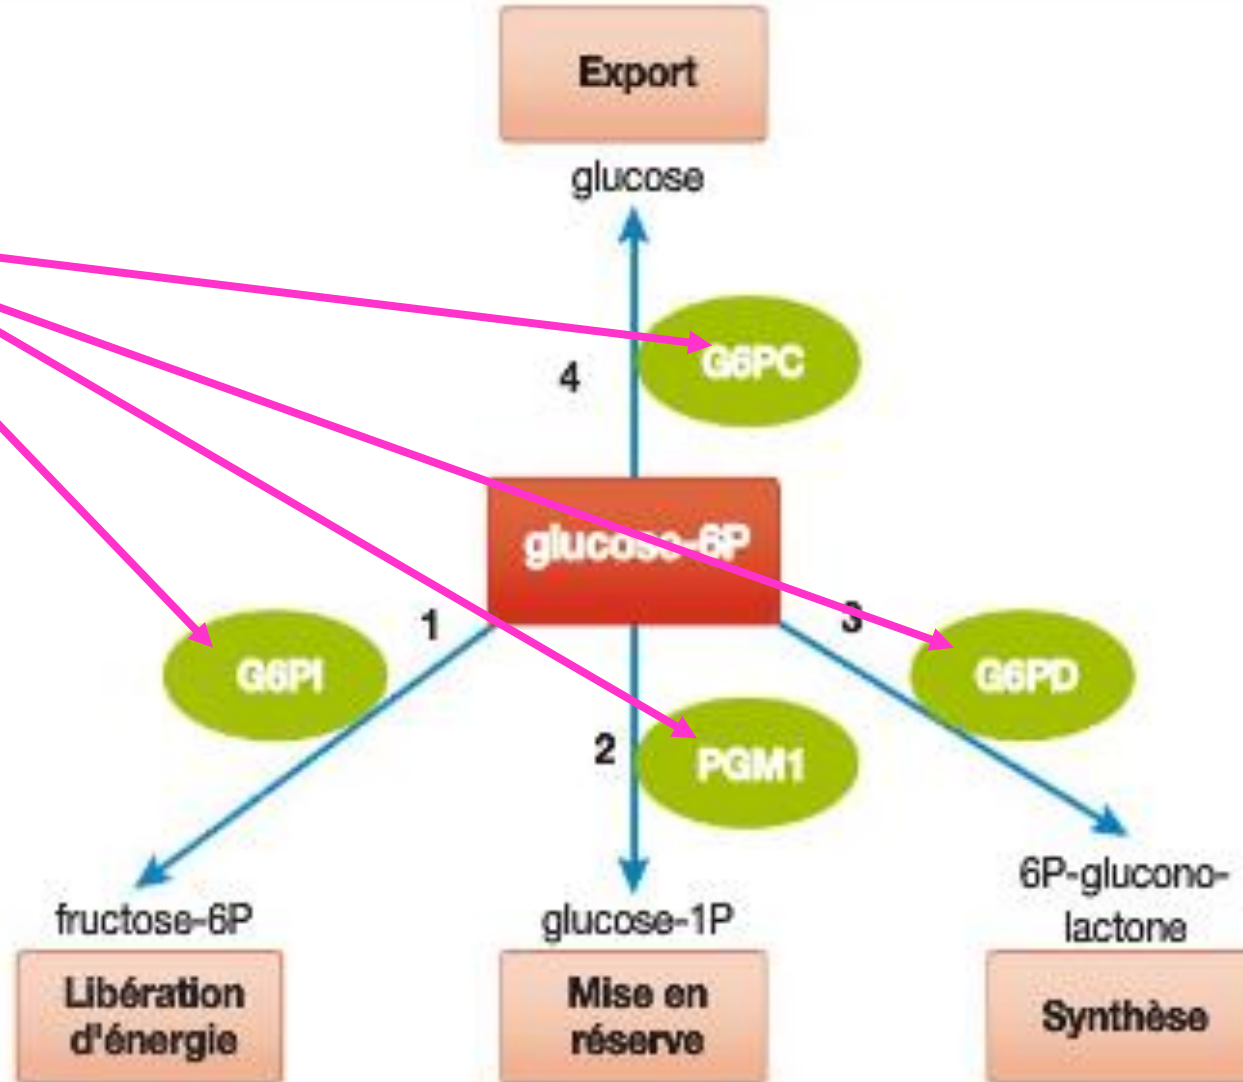 Export
glucose
4
G6PC
glucose-6P
1
3
G6PI
G6PD
2
PGM1
6P-glucono-
lactone
fructose-6P
glucose-1P
Libération
d'énergie
Mise en
réserve
Synthèse